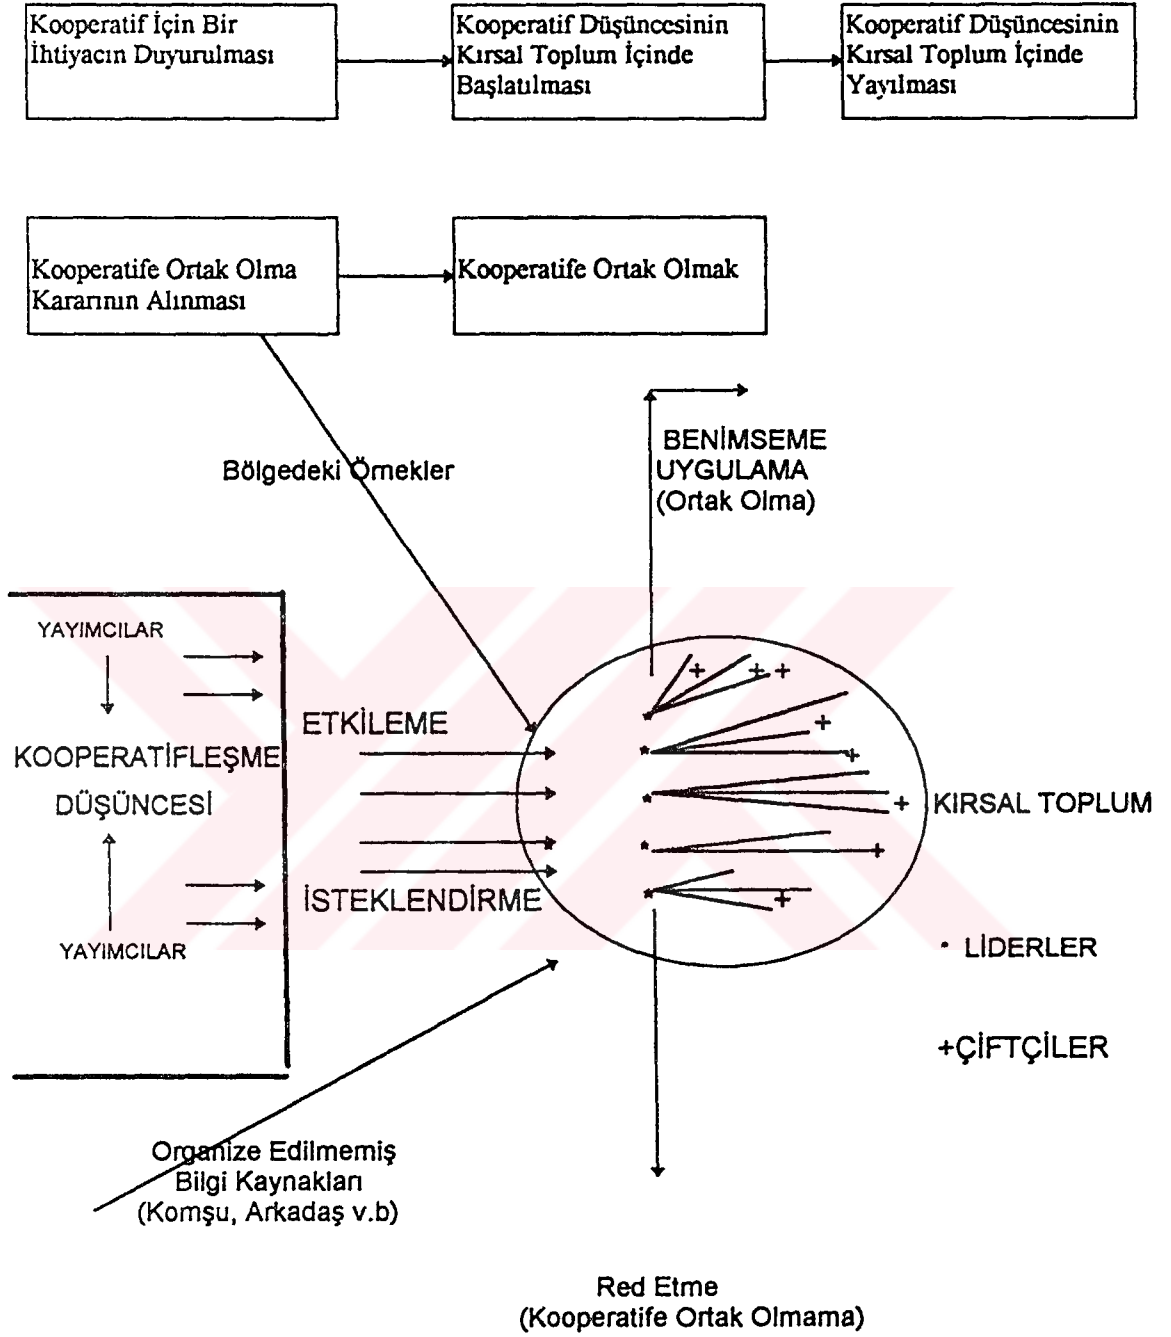 Kooperatif İçin Bir
İhtiyacın Duyurulması
Kooperatif Düşüncesinin
Kırsal Toplum İçinde
Başlatılması
Kooperatif Düşüncesinin
Kırsal Toplum İçinde
Yayılması
Kooperatife Ortak Olma
Kararının Alınması
Kooperatife Ortak Olmak
Bölgedeki Örnekler
BENİMSEME
UYGULAMA
(Ortak Olma)
YAYIMCILAR
KOOPERATİFLEŞME
DÜŞÜNCESİ
YAYIMCILAR
ETKİLEME
İSTEKLENDİRME
+ + +
+
+
+ KIRSAL TOPLUM
+
+
* LİDERLER
+ÇİFTÇİLER
Organize Edilmemiş
Bilgi Kaynakları
(Komşu, Arkadaş v.b)
Red Etme
(Kooperatife Ortak Olmama)